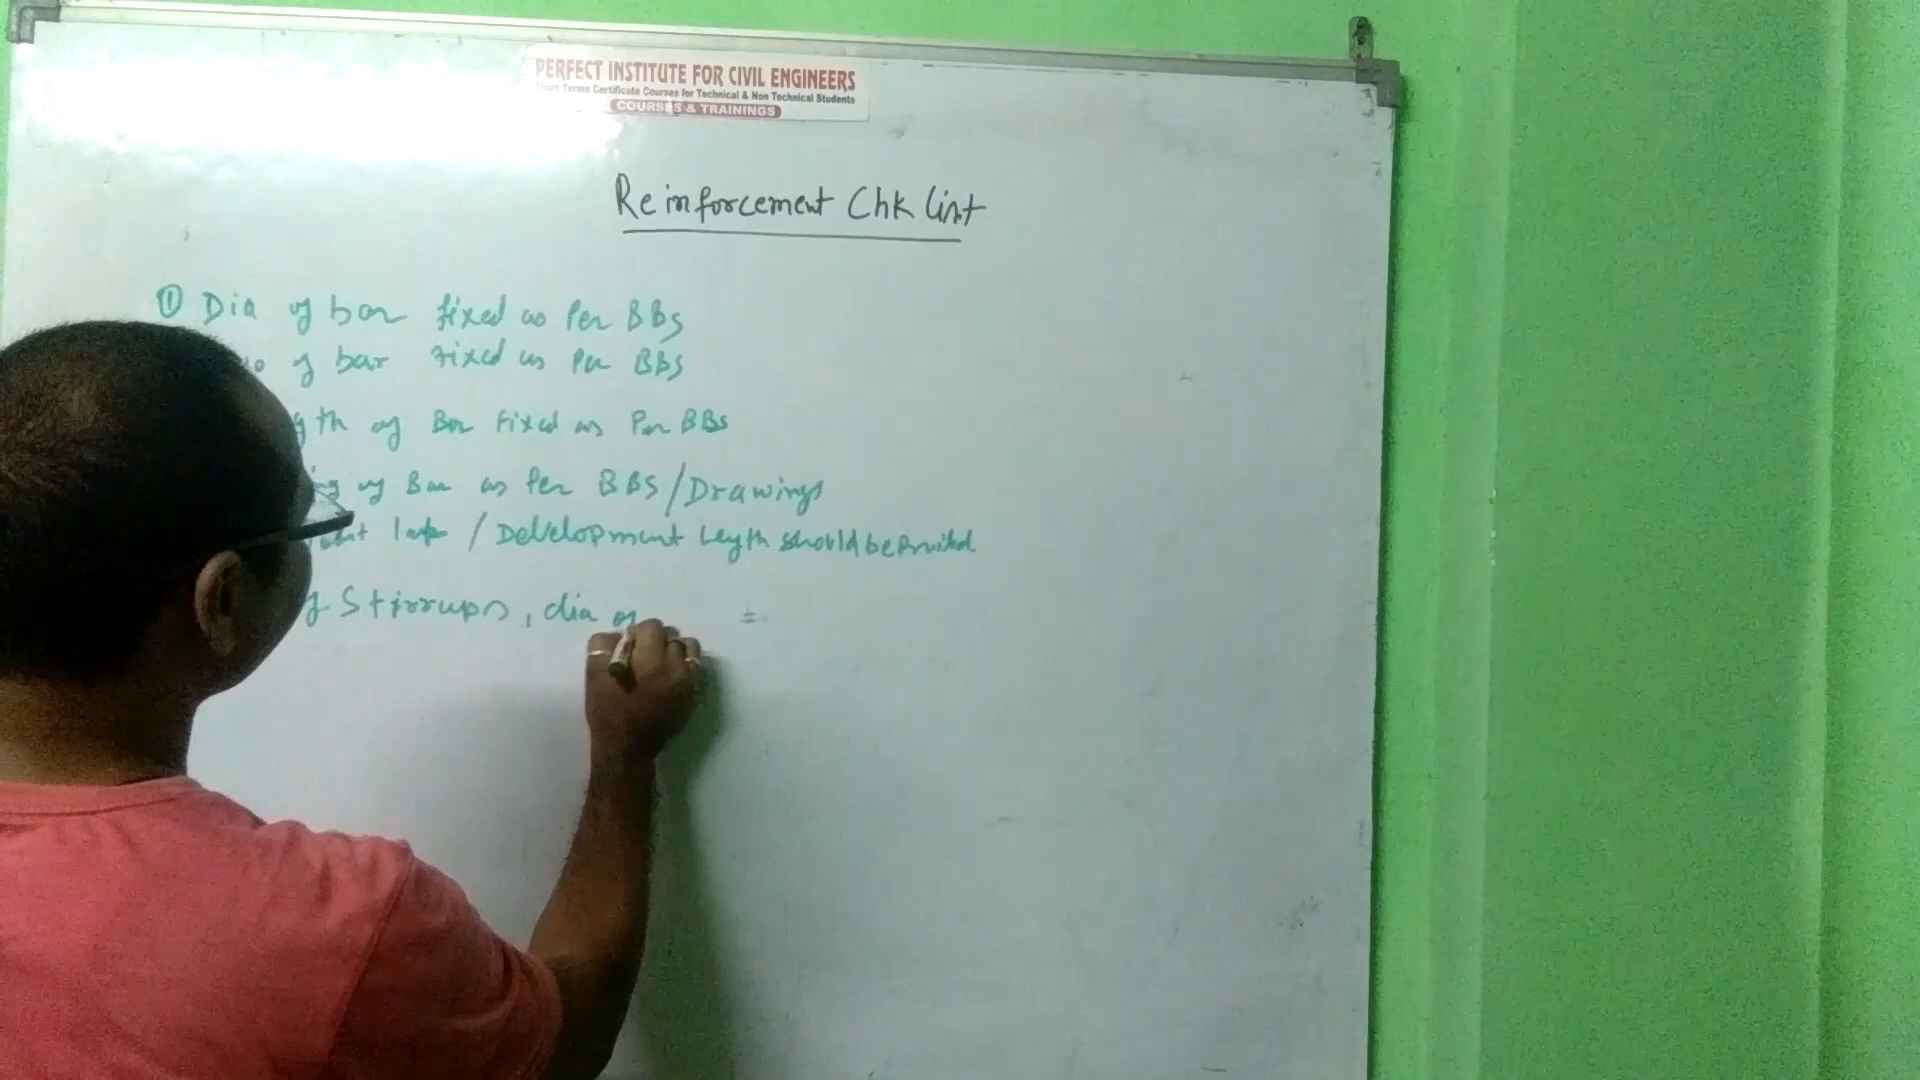 PERFECT INSTITUTE FOR CIVIL ENGINEERS
Short Terms Certificate Courses for Technical & Non Technical Students
COURSES & TRAININGS
Reinforcement Chk list
① Dia of bar fixed as Per BBS
of bar fixed as Per BBS
gth of Bar Fixed as Per BBS
of Bar as Per BBS/Drawings
lap / Development Length should be Provided
Stirrups, dia of